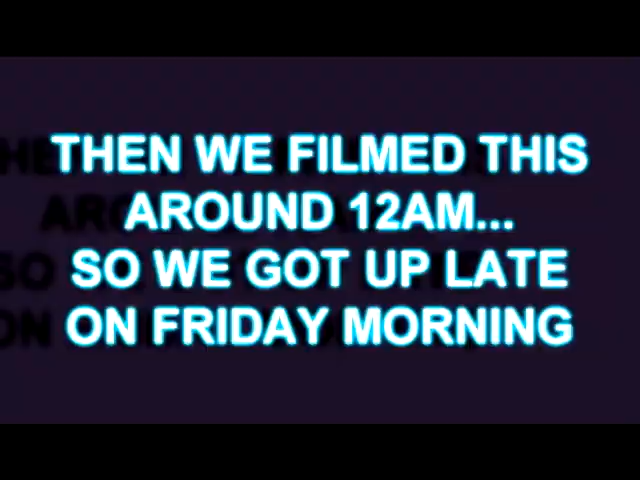 THEN WE FILMED THIS
AROUND 12AM...
SO WE GOT UP LATE
ON FRIDAY MORNING